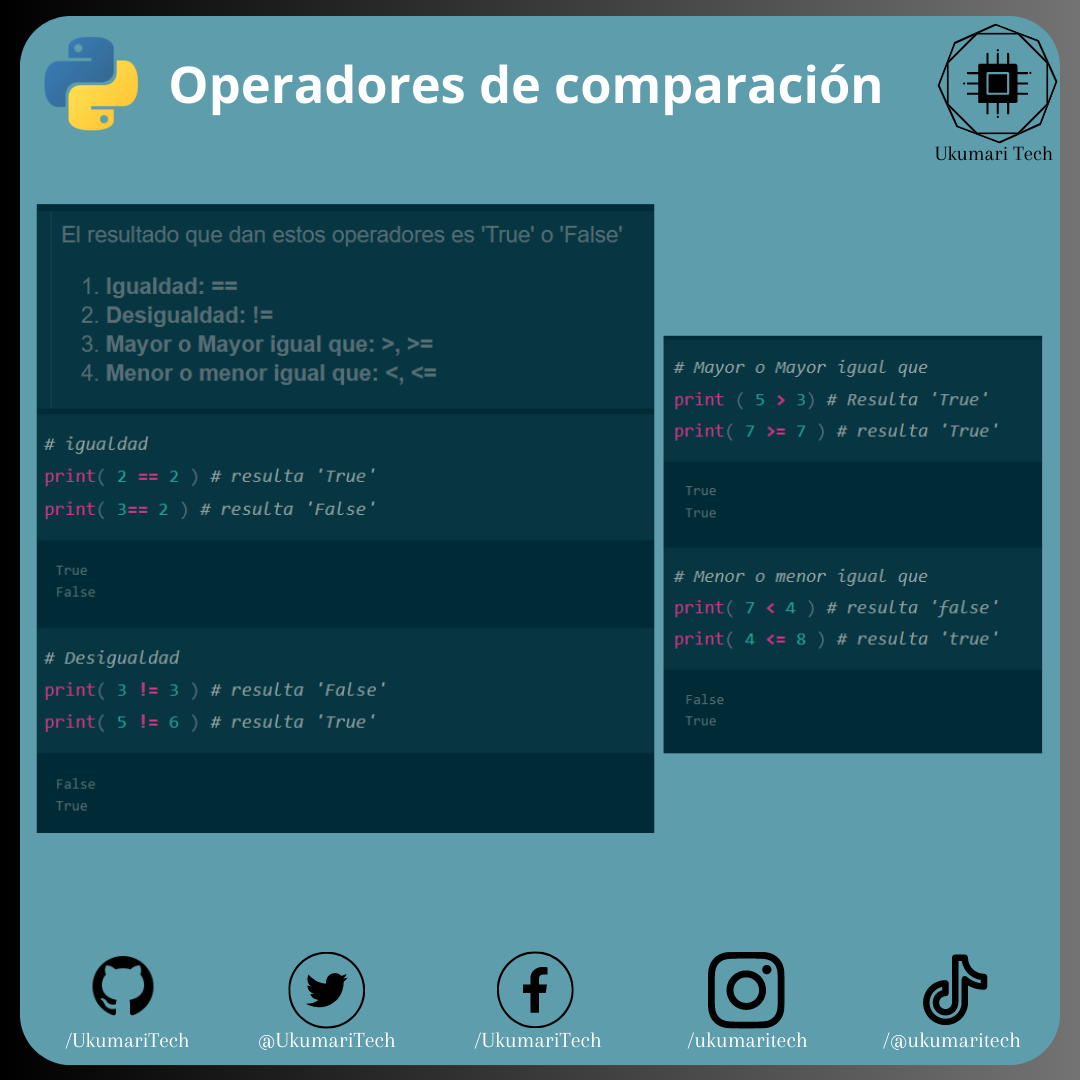 Operadores de comparación
Ukumari Tech
El resultado que dan estos operadores es 'True' o 'False'
1. Igualdad: ==
2. Desigualdad: !=
3. Mayor o Mayor igual que: >, >=
4. Menor o menor igual que: <, <=
# igualdad
print( 2 == 2 ) # resulta 'True'
print( 3== 2 ) # resulta 'False'
True
False
# Desigualdad
print( 3 != 3 ) # resulta 'False'
print( 5 != 6 ) # resulta 'True'
False
True
# Mayor o Mayor igual que
print ( 5 > 3) # Resulta 'True'
print( 7 >= 7 ) # resulta 'True'
True
True
# Menor o menor igual que
print( 7 < 4 ) # resulta 'false'
print( 4 <= 8 ) # resulta 'true'
False
True
/UkumariTech
@UkumariTech
/UkumariTech
/ukumaritech
/@ukumaritech